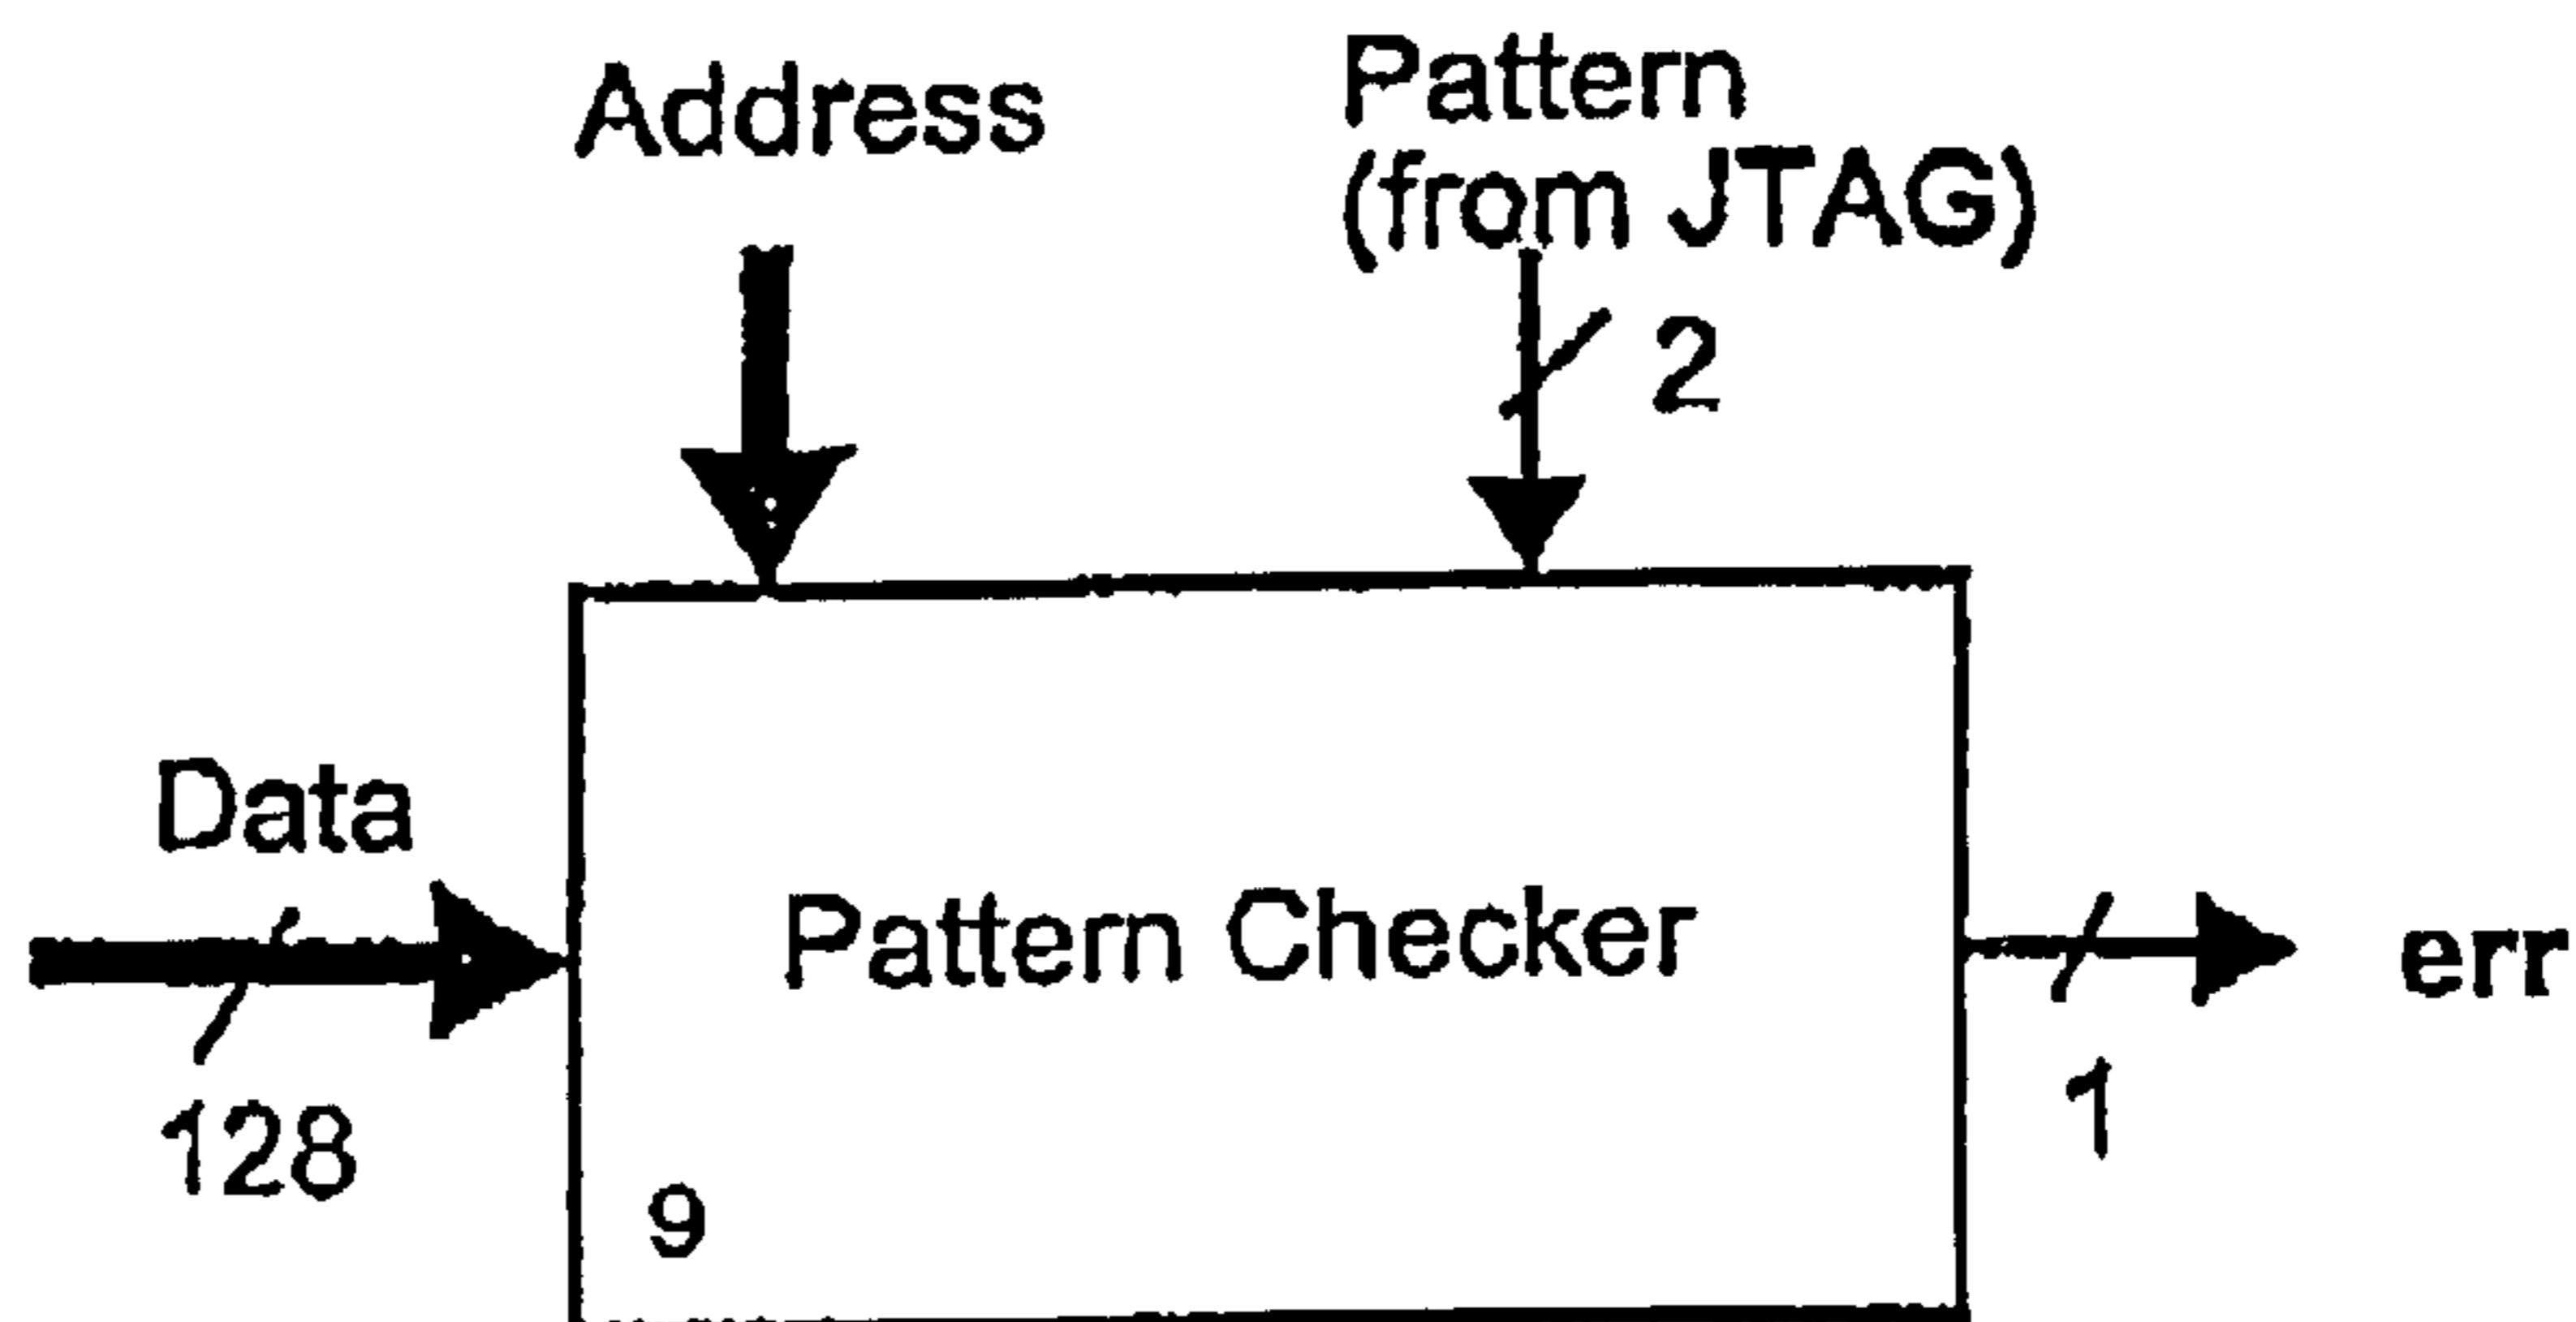 Address
Pattern
(from JTAG)
2
Data
128
Pattern Checker
9
err
1